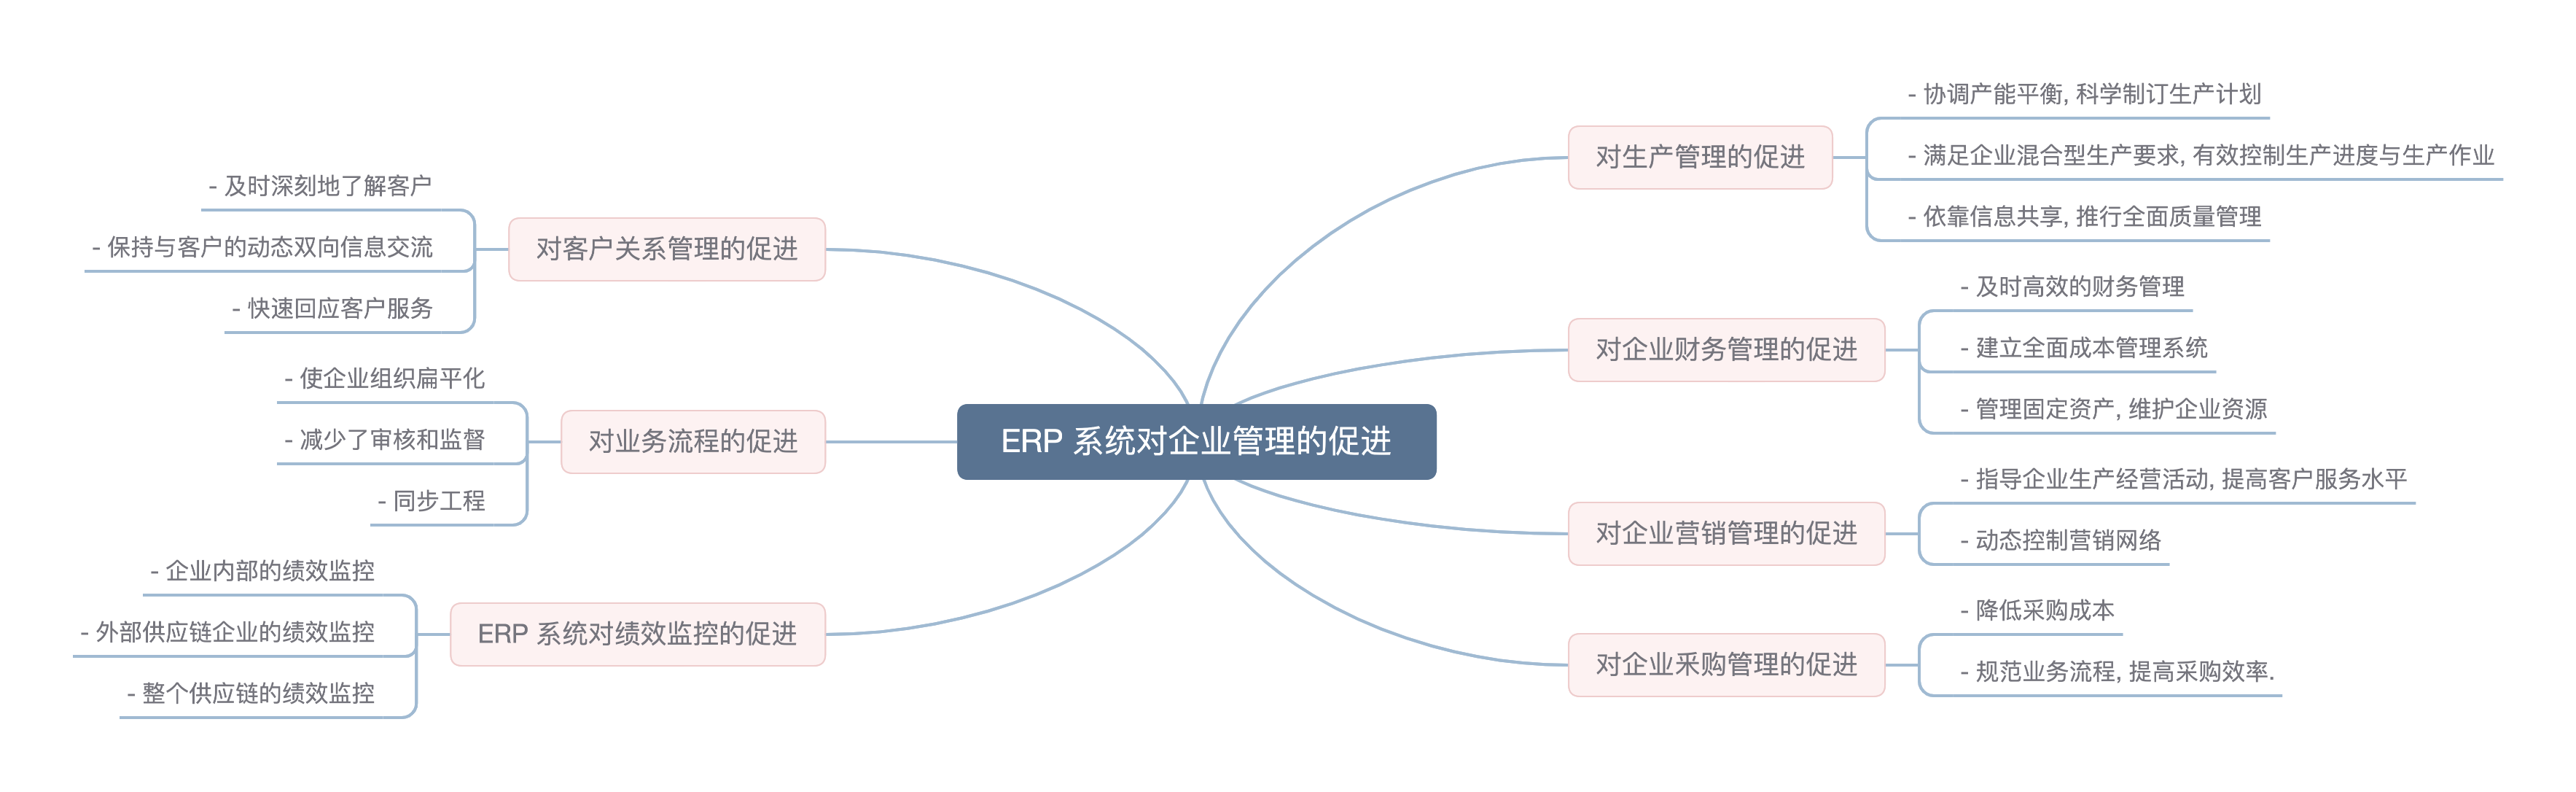 ERP 系统对企业管理的促进
对生产管理的促进
- 协调产能平衡, 科学制订生产计划
- 满足企业混合型生产要求, 有效控制生产进度与生产作业
- 依靠信息共享, 推行全面质量管理
对企业财务管理的促进
- 及时高效的财务管理
- 建立全面成本管理系统
- 管理固定资产, 维护企业资源
对企业营销管理的促进
- 指导企业生产经营活动, 提高客户服务水平
- 动态控制营销网络
对企业采购管理的促进
- 降低采购成本
- 规范业务流程, 提高采购效率.
对客户关系管理的促进
- 及时深刻地了解客户
- 保持与客户的动态双向信息交流
- 快速回应客户服务
对业务流程的促进
- 使企业组织扁平化
- 减少了审核和监督
- 同步工程
ERP 系统对绩效监控的促进
- 企业内部的绩效监控
- 外部供应链企业的绩效监控
- 整个供应链的绩效监控